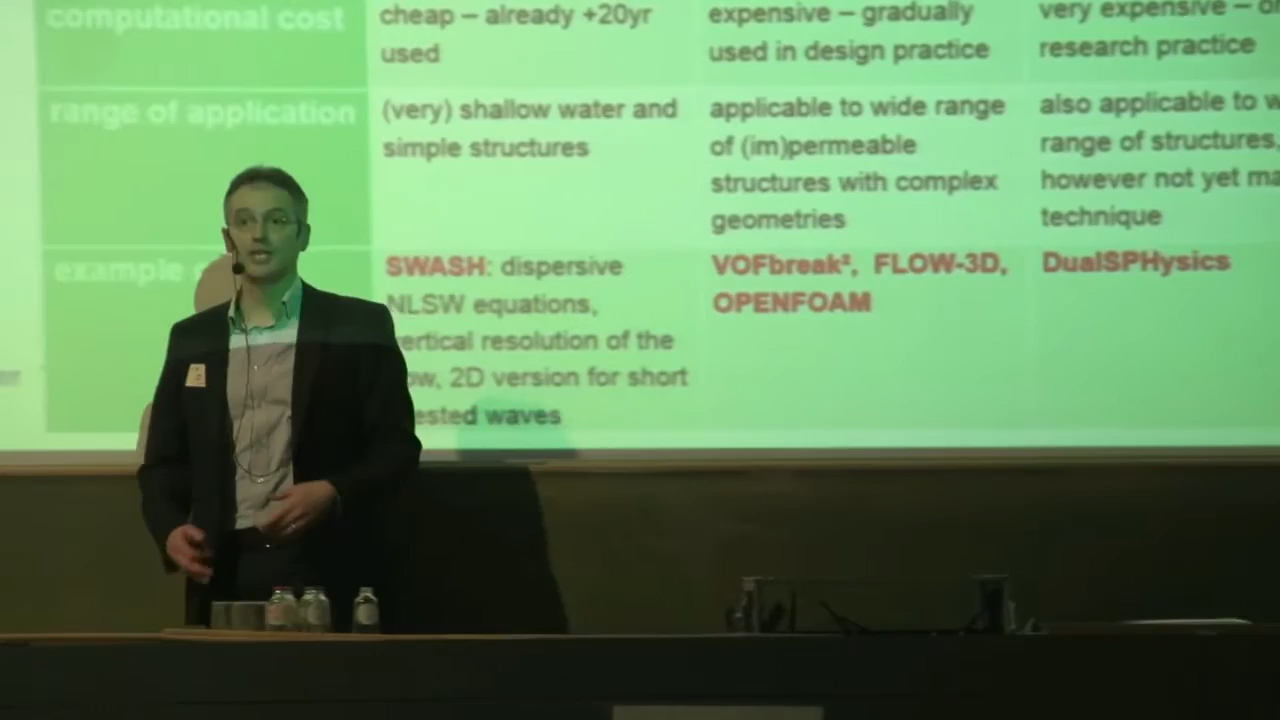 computational cost
cheap – already +20yr
used
expensive – gradually
used in design practice
very expensive –
research practice
range of application
(very) shallow water and
simple structures
applicable to wide range
of (im)permeable
structures with complex
geometries
also applicable to
range of structures,
however not yet
technique
example
SWASH: dispersive
NLSW equations,
vertical resolution of the
2D version for short
waves
VOFbreak², FLOW-3D,
OPENFOAM
DualSPHysics